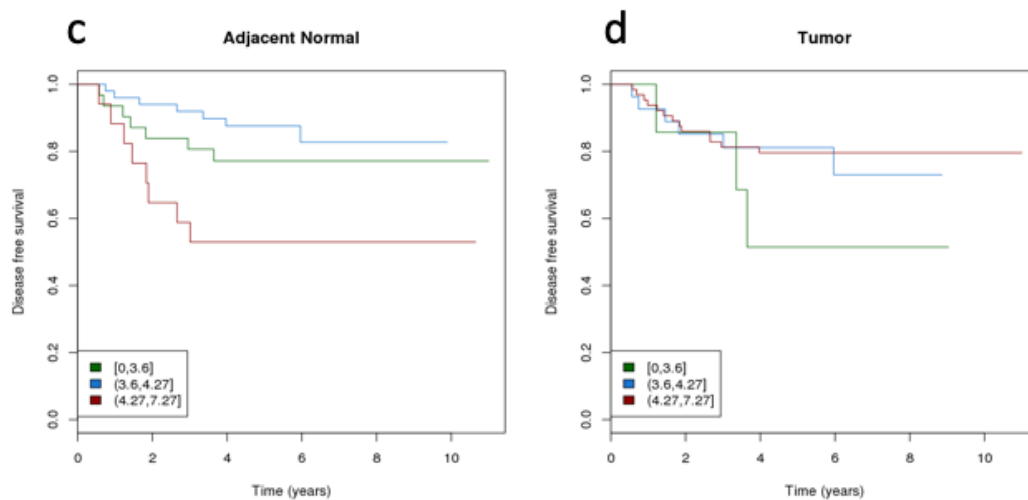 c
Adjacent Normal
Disease free survival
1.0
0.8
0.6
0.4
0.2
0.0
[0,3.6]
(3.6,4.27]
(4.27,7.27]
0 2 4 6 8 10
Time (years)
d
Tumor
Disease free survival
1.0
0.8
0.6
0.4
0.2
0.0
[0,3.6]
(3.6,4.27]
(4.27,7.27]
0 2 4 6 8 10
Time (years)